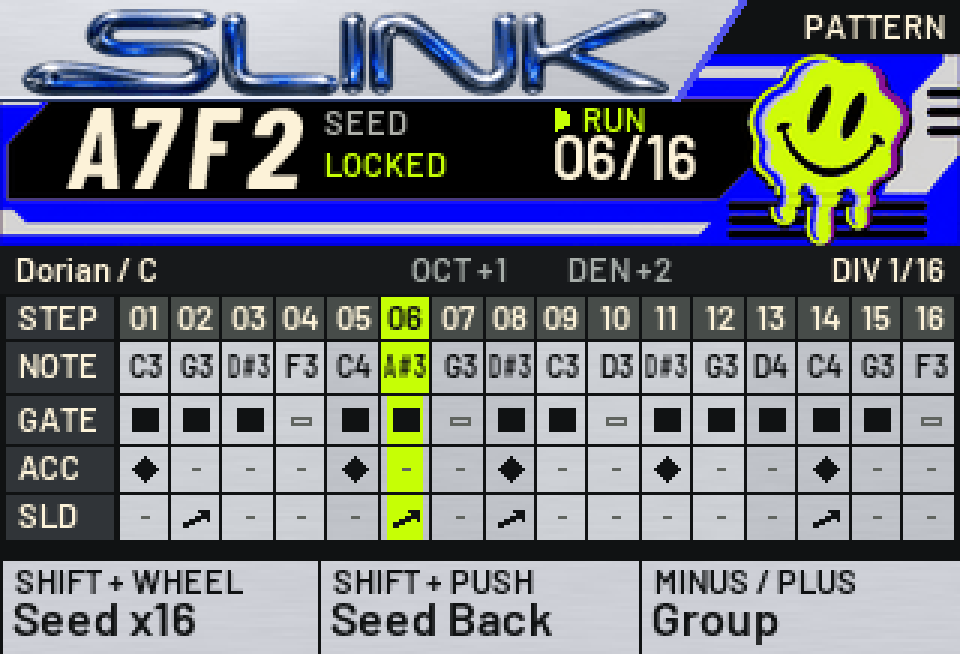 SLINK
PATTERN
A7F2
SEED
LOCKED
RUN
06/16
Dorian / C OCT +1 DEN +2 DIV 1/16
STEP 01 02 03 04 05 06 07 08 09 10 11 12 13 14 15 16
NOTE C3 G3 D#3 F3 C4 A#3 G3 D#3 C3 D3 D#3 G3 D4 C4 G3 F3
GATE
ACC - - - - - - - - - - -
SLD - - - - - - - - - - - -
SHIFT + WHEEL
Seed x16
SHIFT + PUSH
Seed Back
MINUS / PLUS
Group